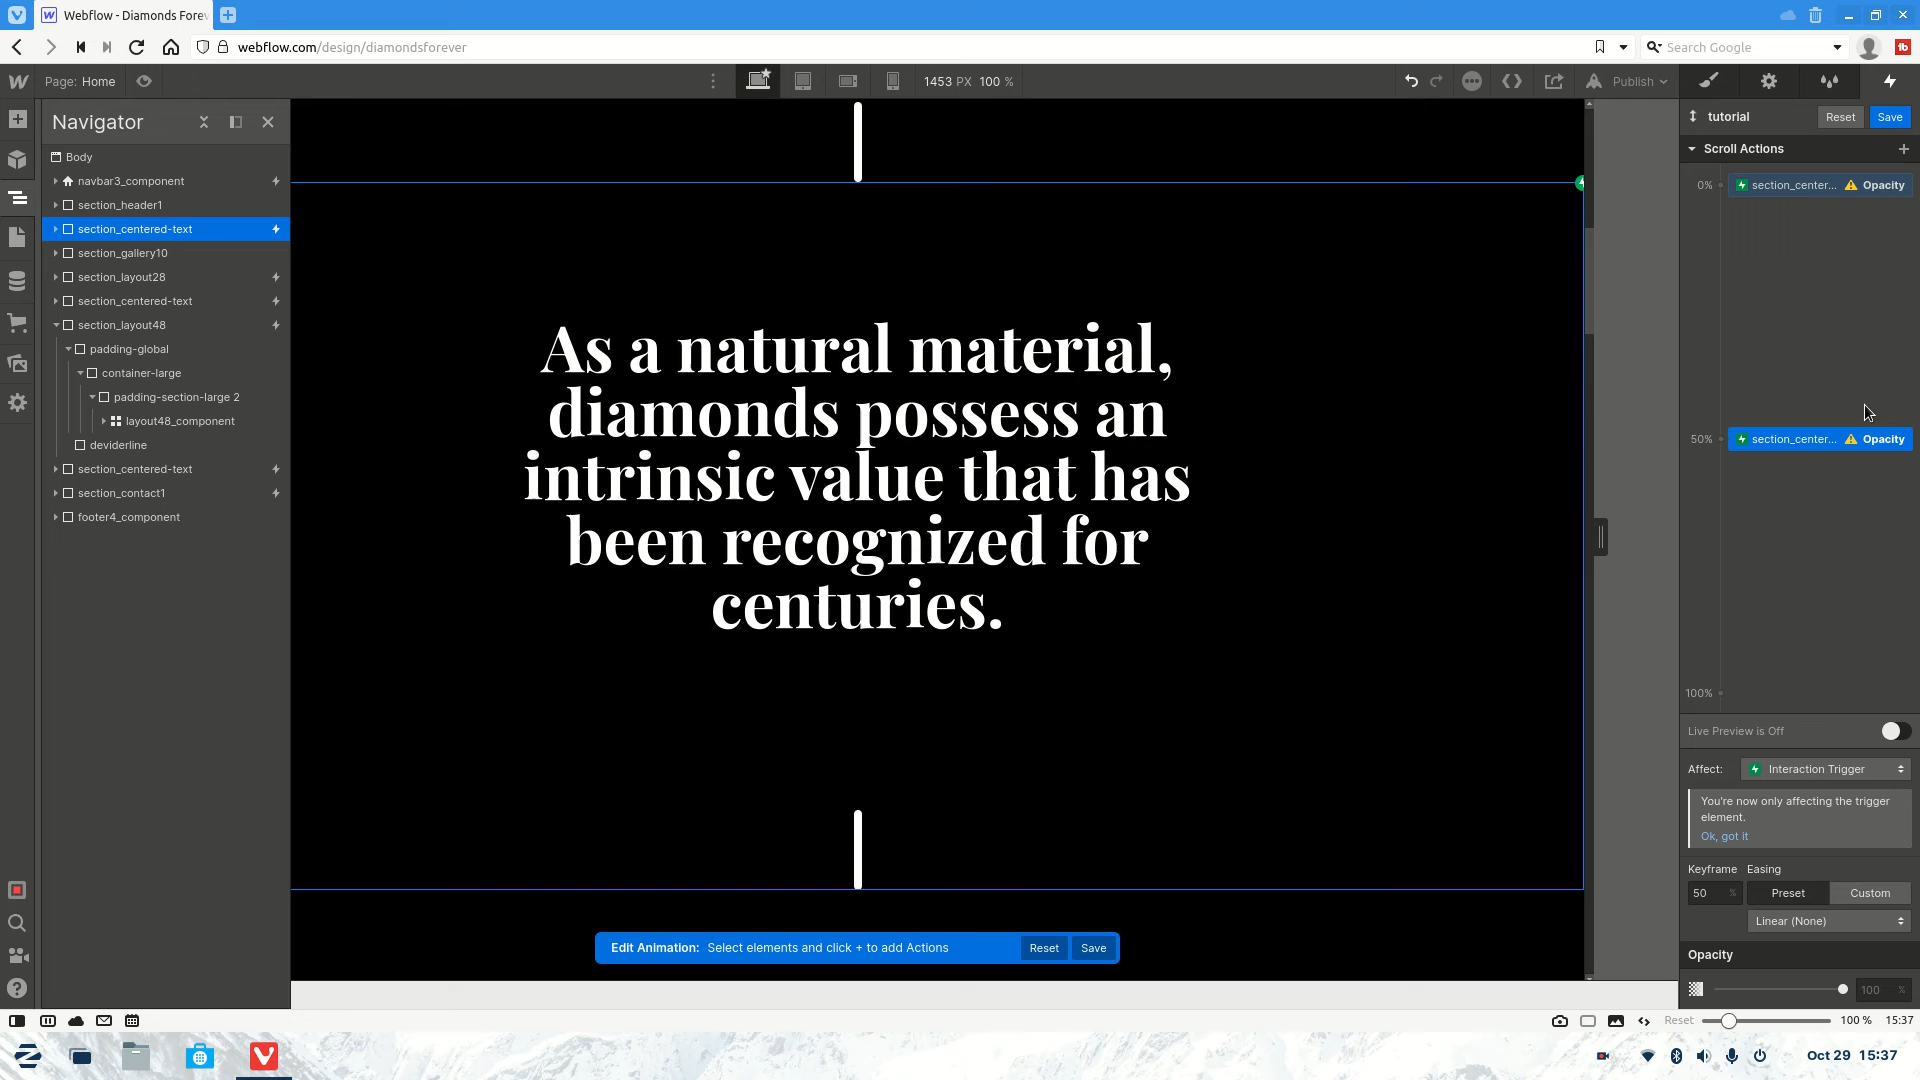 Webflow - Diamonds Forev
webflow.com/design/diamondsforever
Search Google
Page: Home
1453 PX 100 %
Publish
Navigator
Body
navbar3_component
section_header1
section_centered-text
section_gallery10
section_layout28
section_centered-text
section_layout48
padding-global
container-large
padding-section-large 2
layout48_component
deviderline
section_centered-text
section_contact1
footer4_component
As a natural material,
diamonds possess an
intrinsic value that has
been recognized for
centuries.
Edit Animation: Select elements and click + to add Actions
Reset
Save
tutorial
Reset
Save
Scroll Actions
0%
section_center...
Opacity
50%
section_center...
Opacity
100%
Live Preview is Off
Affect:
Interaction Trigger
You're now only affecting the trigger
element.
Ok, got it
Keyframe
Easing
50 %
Preset
Custom
Linear (None)
Opacity
100 %
Reset
100 %
15:37
Oct 29 15:37